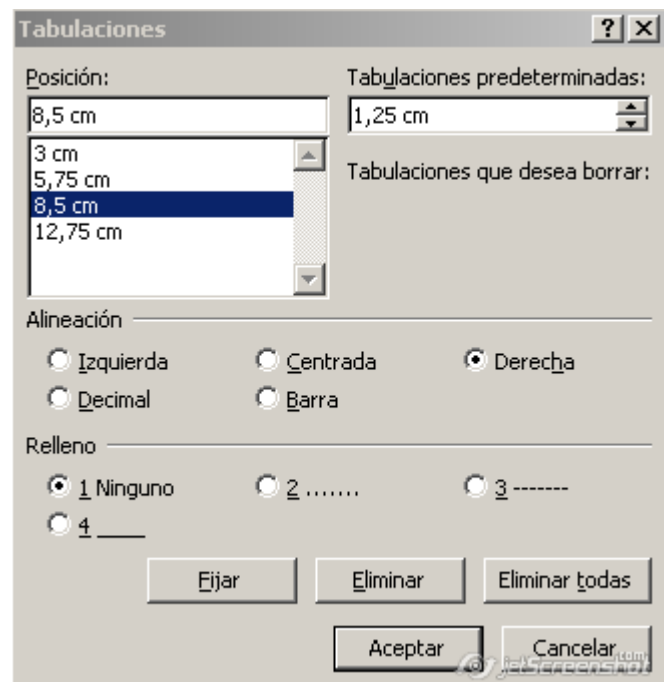 Tabulaciones
Posición:
Tabulaciones predeterminadas:
8,5 cm
1,25 cm
3 cm
5,75 cm
8,5 cm
12,75 cm
Tabulaciones que desea borrar:
Alineación
Izquierda
Centrada
Derecha
Decimal
Barra
Relleno
1 Ninguno
2 .......
3 -------
4 ____
Fijar
Eliminar
Eliminar todas
Aceptar
Cancelar
jetScreenshot.com